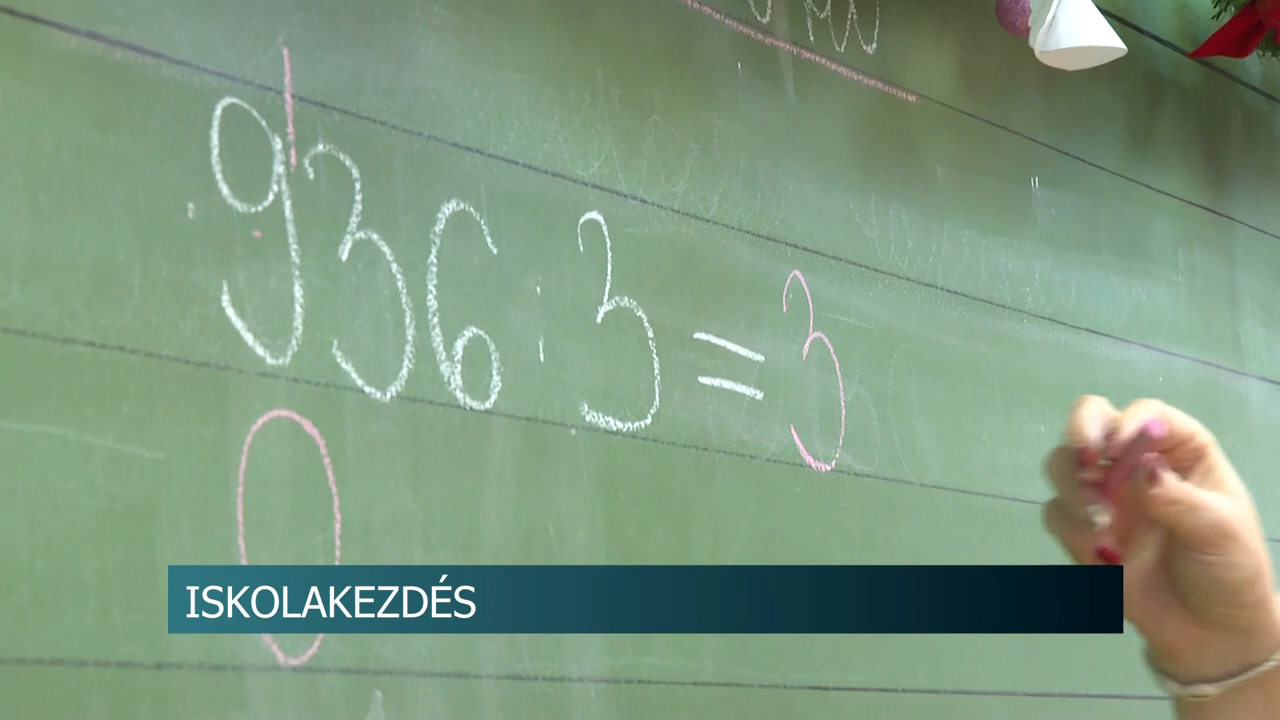 936 : 3 = 3
0
ISKOLAKEZDÉS